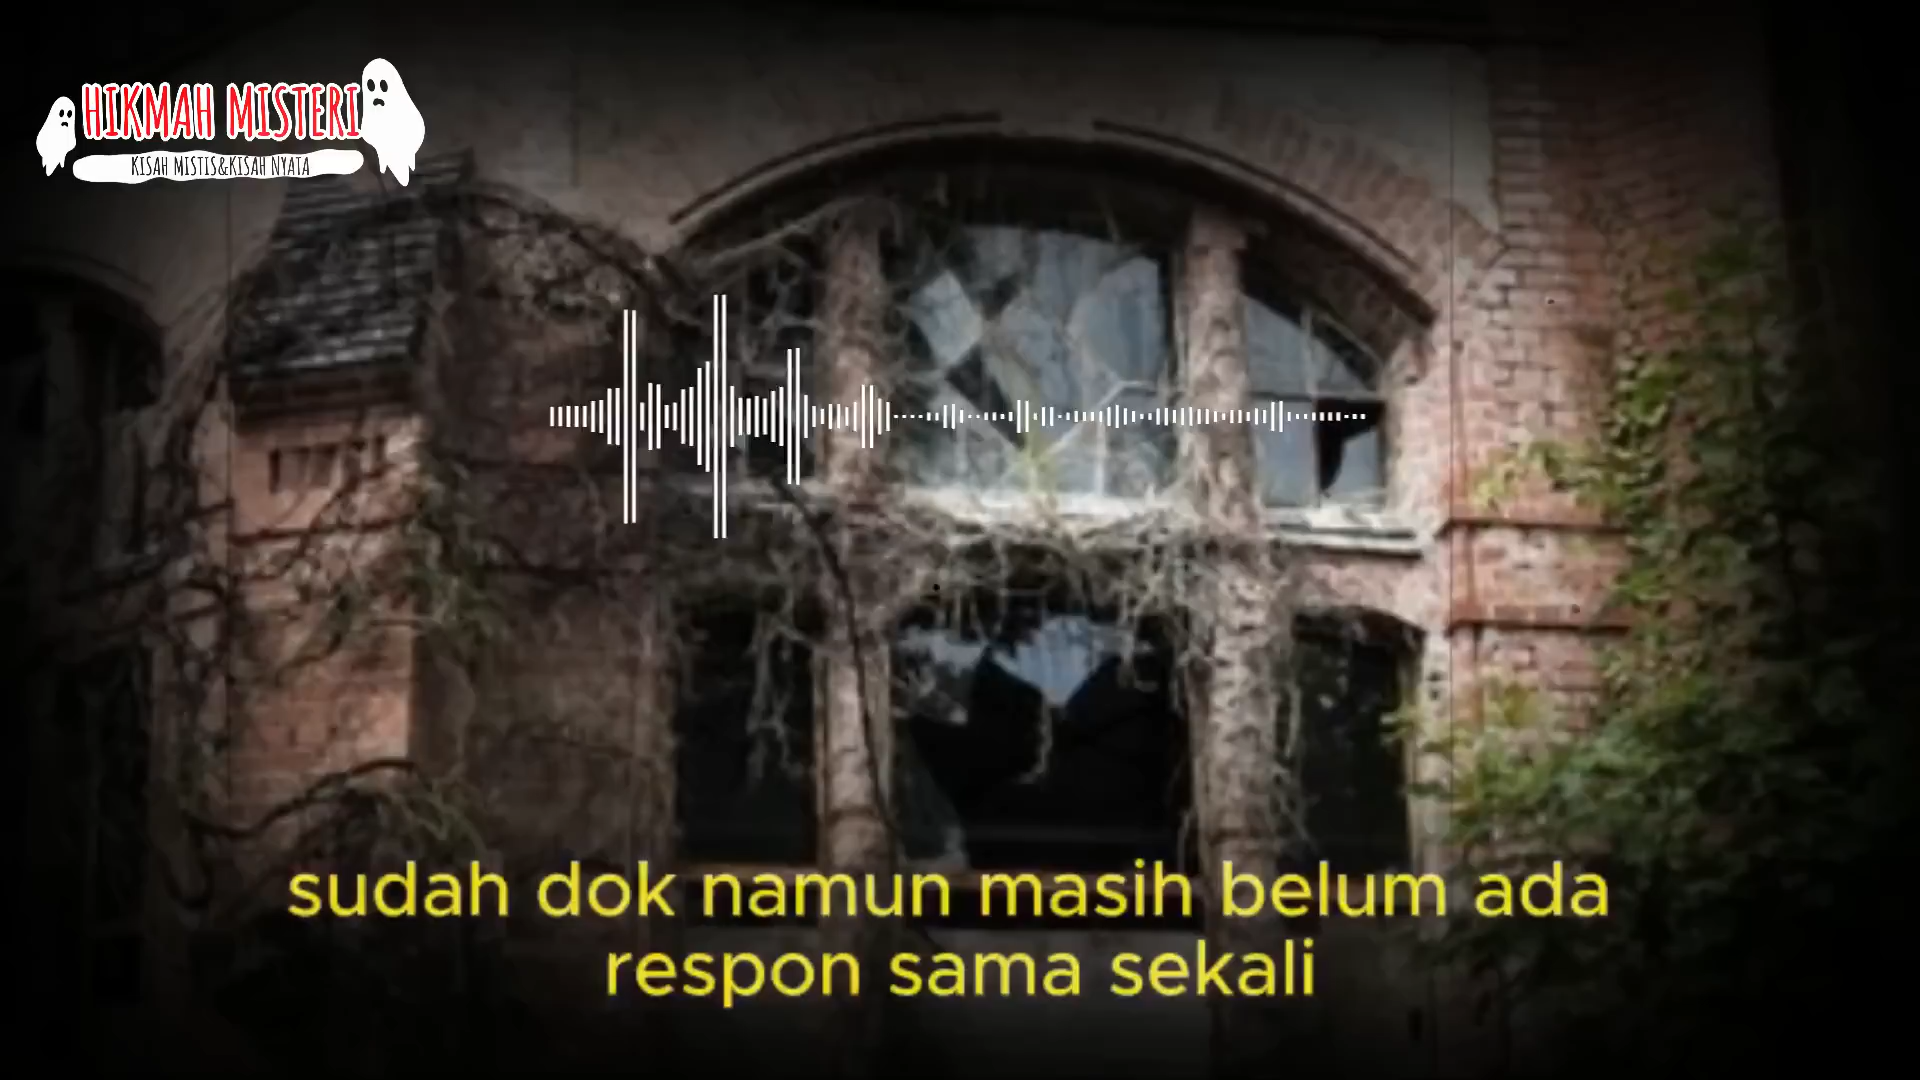 HIKMAH MISTERI
KISAH MISTIS&KISAH NYATA
sudah dok namun masih belum ada
respon sama sekali